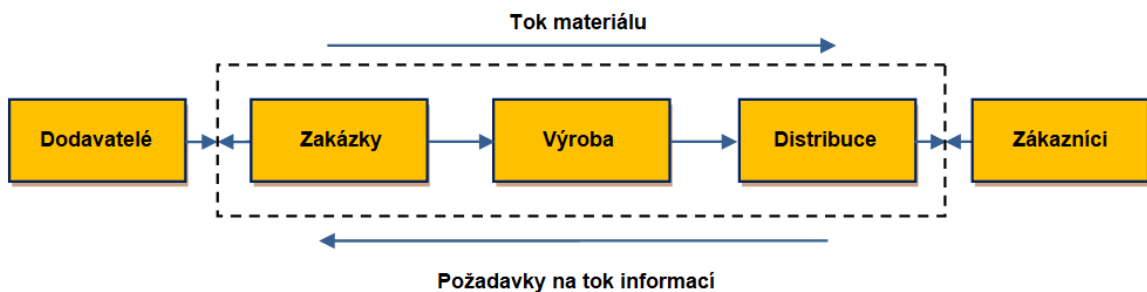 Tok materiálu
Dodavatelé
Zakázky
Výroba
Distribuce
Zákazníci
Požadavky na tok informací